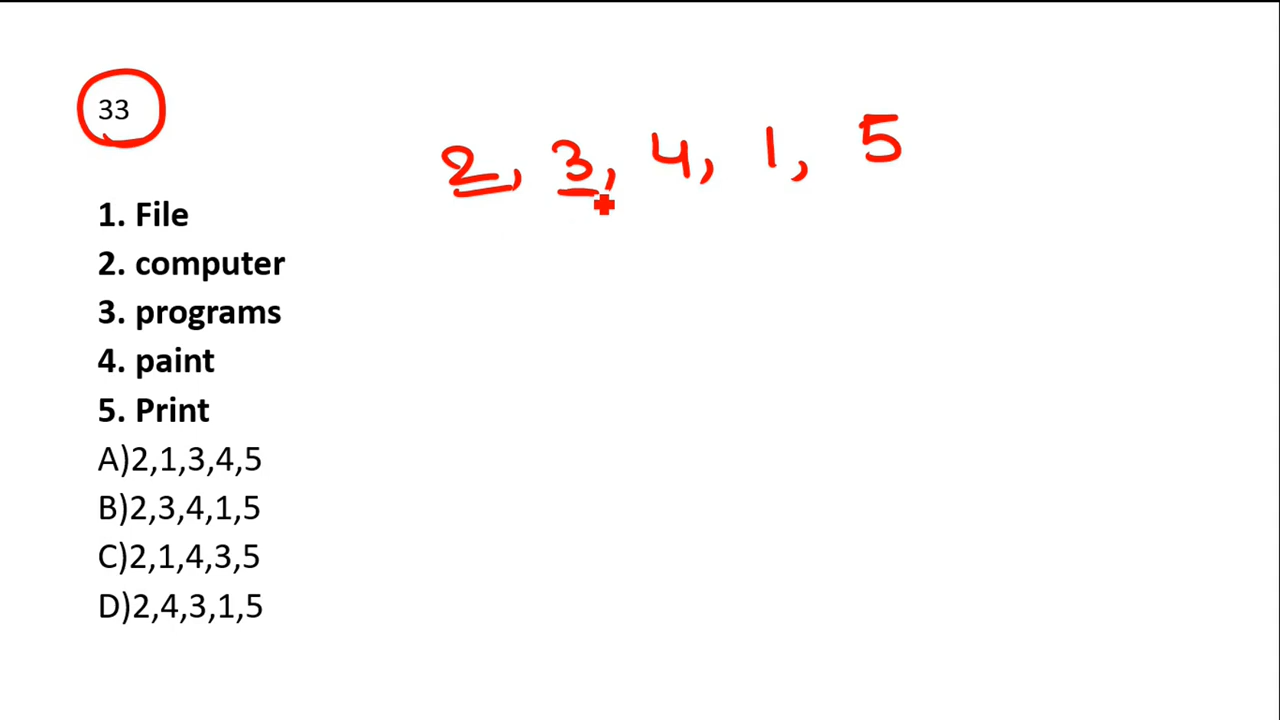 33
2, 3, 4, 1, 5
1. File
2. computer
3. programs
4. paint
5. Print
A)2,1,3,4,5
B)2,3,4,1,5
C)2,1,4,3,5
D)2,4,3,1,5